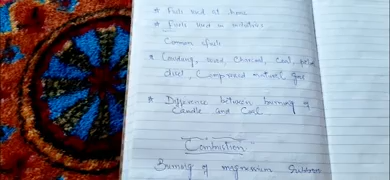 * Fuels used at home
* Fuels used in industries
Common fuels
* Cowdung, wood, charcoal, coal, petrol
diesel, Compressed natural gas
* Difference between burning of
Candle and Coal
Combustion
Burning of magnesium